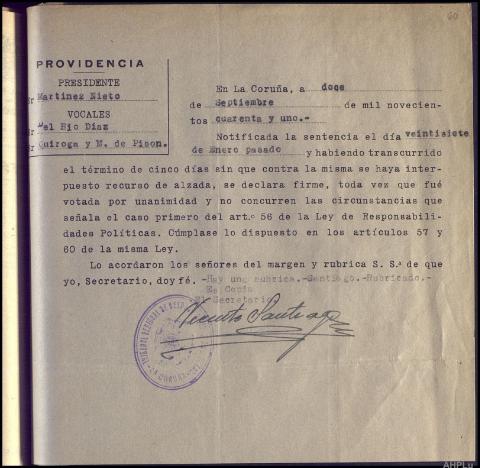 60
PROVIDENCIA
PRESIDENTE
Sr Martinez Nieto
VOCALES
Sr Del Rio Diaz
Sr Quiroga y M. de Pison.
En La Coruña, a doce
de Septiembre de mil novecien-
tos cuarenta y uno.-
Notificada la sentencia el día veintisiete
de Enero pasado y habiendo transcurrido
el término de cinco días sin que contra la misma se haya inter-
puesto recurso de alzada, se declara firme, toda vez que fué
votada por unanimidad y no concurren las circunstancias que
señala el caso primero del art.º 56 de la Ley de Responsabili-
dades Políticas. Cúmplase lo dispuesto en los artículos 57 y
60 de la misma Ley.
Lo acordaron los señores del margen y rubrica S. S.ª de que
yo, Secretario, doy fé. -Hay una rubrica.-Santiago.-Rubricado.-
Es Copia
El Secretario
Santiago
LA CORUÑA
AHPLu